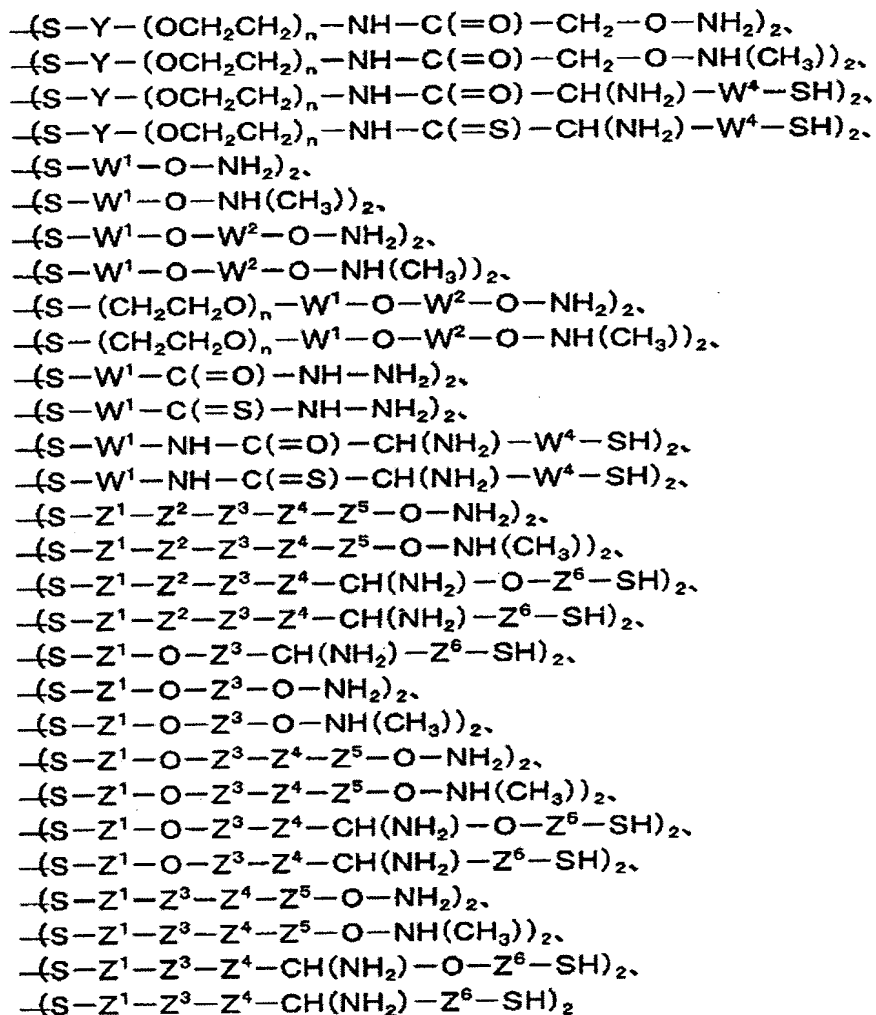 -(S-Y-(OCH₂CH₂)ₙ-NH-C(=O)-CH₂-O-NH₂)₂、
-(S-Y-(OCH₂CH₂)ₙ-NH-C(=O)-CH₂-O-NH(CH₃))₂、
-(S-Y-(OCH₂CH₂)ₙ-NH-C(=O)-CH(NH₂)-W⁴-SH)₂、
-(S-Y-(OCH₂CH₂)ₙ-NH-C(=S)-CH(NH₂)-W⁴-SH)₂、
-(S-W¹-O-NH₂)₂、
-(S-W¹-O-NH(CH₃))₂、
-(S-W¹-O-W²-O-NH₂)₂、
-(S-W¹-O-W²-O-NH(CH₃))₂、
-(S-(CH₂CH₂O)ₙ-W¹-O-W²-O-NH₂)₂、
-(S-(CH₂CH₂O)ₙ-W¹-O-W²-O-NH(CH₃))₂、
-(S-W¹-C(=O)-NH-NH₂)₂、
-(S-W¹-C(=S)-NH-NH₂)₂、
-(S-W¹-NH-C(=O)-CH(NH₂)-W⁴-SH)₂、
-(S-W¹-NH-C(=S)-CH(NH₂)-W⁴-SH)₂、
-(S-Z¹-Z²-Z³-Z⁴-Z⁵-O-NH₂)₂、
-(S-Z¹-Z²-Z³-Z⁴-Z⁵-O-NH(CH₃))₂、
-(S-Z¹-Z²-Z³-Z⁴-CH(NH₂)-O-Z⁶-SH)₂、
-(S-Z¹-Z²-Z³-Z⁴-CH(NH₂)-Z⁶-SH)₂、
-(S-Z¹-O-Z³-CH(NH₂)-Z⁶-SH)₂、
-(S-Z¹-O-Z³-O-NH₂)₂、
-(S-Z¹-O-Z³-O-NH(CH₃))₂、
-(S-Z¹-O-Z³-Z⁴-Z⁵-O-NH₂)₂、
-(S-Z¹-O-Z³-Z⁴-Z⁵-O-NH(CH₃))₂、
-(S-Z¹-O-Z³-Z⁴-CH(NH₂)-O-Z⁶-SH)₂、
-(S-Z¹-O-Z³-Z⁴-CH(NH₂)-Z⁶-SH)₂、
-(S-Z¹-Z³-Z⁴-Z⁵-O-NH₂)₂、
-(S-Z¹-Z³-Z⁴-Z⁵-O-NH(CH₃))₂、
-(S-Z¹-Z³-Z⁴-CH(NH₂)-O-Z⁶-SH)₂、
-(S-Z¹-Z³-Z⁴-CH(NH₂)-Z⁶-SH)₂